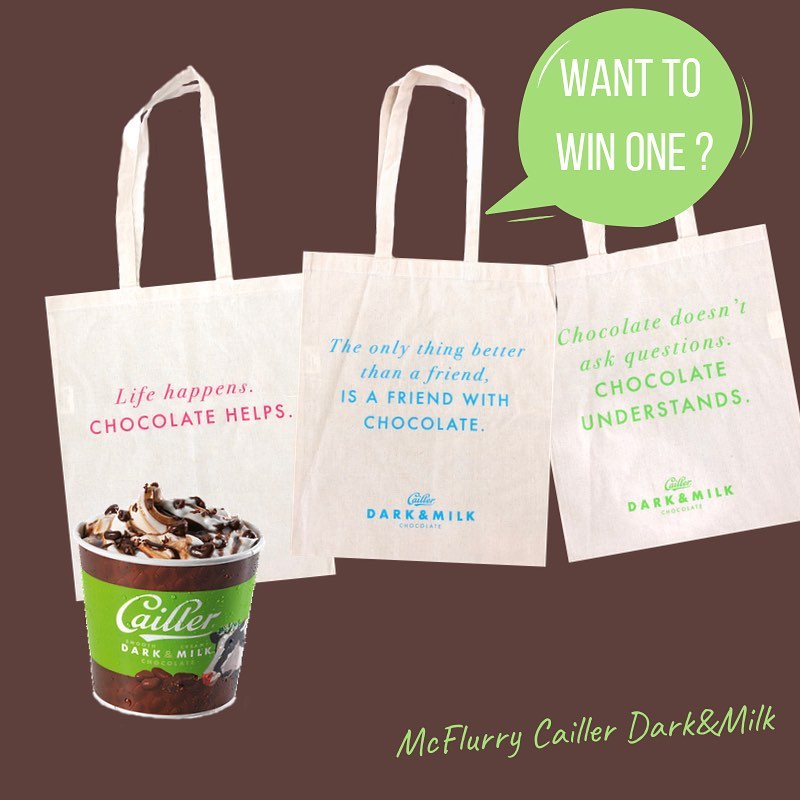 WANT TO
WIN ONE ?
Life happens.
CHOCOLATE HELPS.
The only thing better
than a friend,
IS A FRIEND WITH
CHOCOLATE.
Cailler
DARK & MILK
CHOCOLATE
Chocolate doesn't
ask questions.
CHOCOLATE
UNDERSTANDS.
Cailler
DARK & MILK
CHOCOLATE
Cailler
SMOOTH CREAMY
DARK & MILK
CHOCOLATE
McFlurry Cailler Dark&Milk